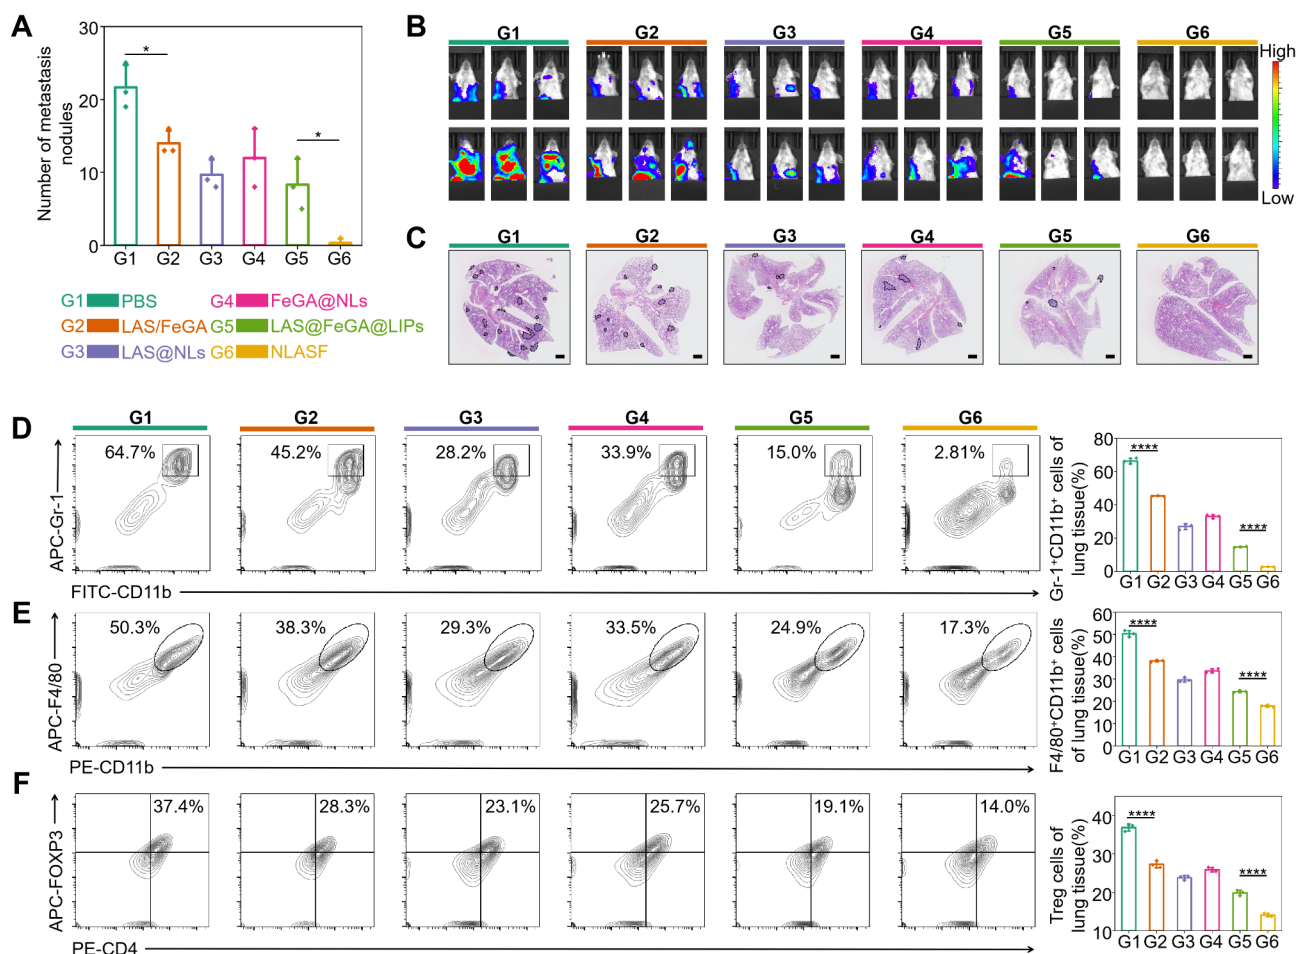 A
Number of metastasis
nodules
30
20
10
0
*
*
G1 G2 G3 G4 G5 G6
G1 PBS
G4 FeGA@NLs
G2 LAS/FeGA
G5 LAS@FeGA@LIPs
G3 LAS@NLs
G6 NLASF
B
G1 G2 G3 G4 G5 G6
High
Low
C
G1 G2 G3 G4 G5 G6
D
G1 G2 G3 G4 G5 G6
64.7% 45.2% 28.2% 33.9% 15.0% 2.81%
APC-Gr-1
FITC-CD11b
Gr-1⁺CD11b⁺ cells of
lung tissue(%)
80
60
40
20
0
****
****
G1 G2 G3 G4 G5 G6
E
50.3% 38.3% 29.3% 33.5% 24.9% 17.3%
APC-F4/80
PE-CD11b
F4/80⁺CD11b⁺ cells
of lung tissue(%)
60
50
40
30
20
10
0
****
****
G1 G2 G3 G4 G5 G6
F
37.4% 28.3% 23.1% 25.7% 19.1% 14.0%
APC-FOXP3
PE-CD4
Treg cells of
lung tissue(%)
40
30
20
10
****
****
G1 G2 G3 G4 G5 G6